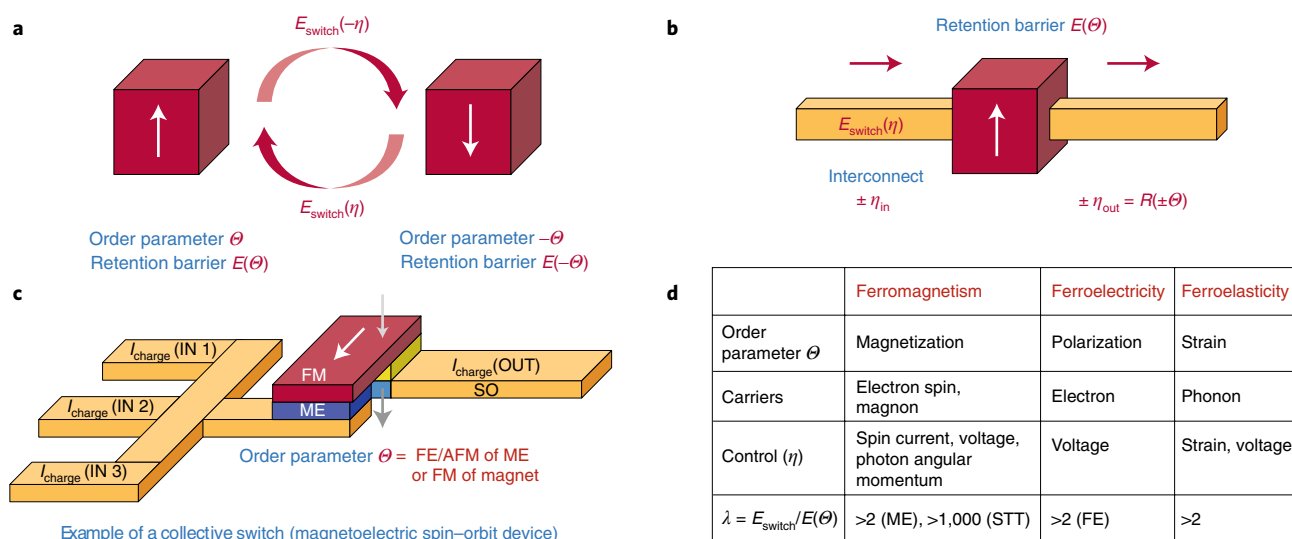 a
E_switch(-η)
E_switch(η)
Order parameter Θ
Retention barrier E(Θ)
Order parameter –Θ
Retention barrier E(–Θ)
b
Retention barrier E(Θ)
E_switch(η)
Interconnect
± η_in
± η_out = R(±Θ)
c
I_charge (IN 1)
I_charge (IN 2)
I_charge (IN 3)
FM
ME
I_charge(OUT)
SO
Order parameter Θ = FE/AFM of ME
or FM of magnet
Example of a collective switch (magnetoelectric spin–orbit device)
d
Ferromagnetism Ferroelectricity Ferroelasticity
Order
parameter Θ
Magnetization
Polarization
Strain
Carriers
Electron spin,
magnon
Electron
Phonon
Control (η)
Spin current, voltage,
photon angular
momentum
Voltage
Strain, voltage
λ = E_switch/E(Θ)
>2 (ME), >1,000 (STT)
>2 (FE)
>2